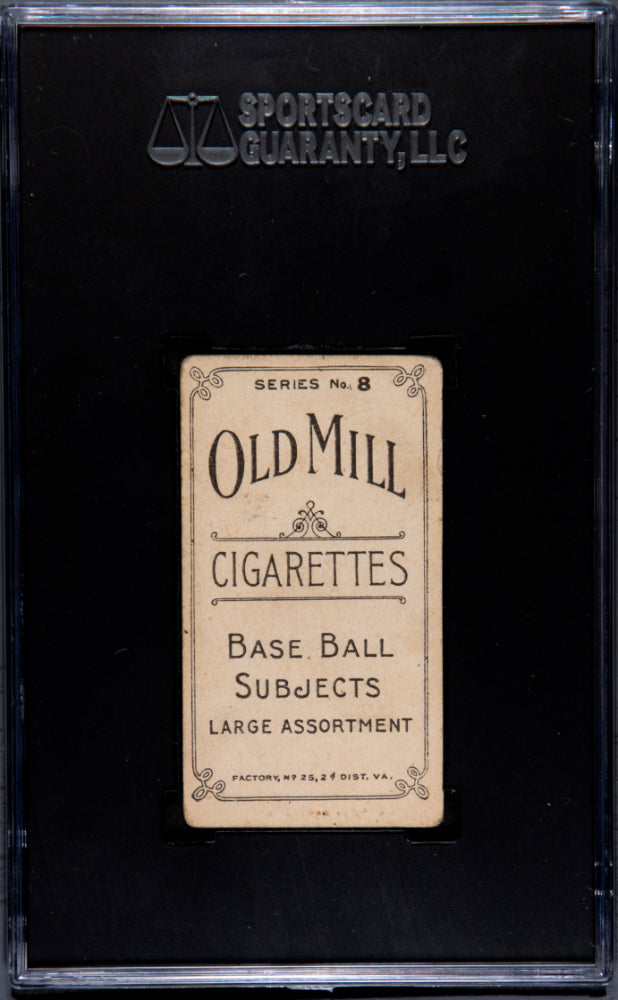 SPORTSCARD
GUARANTY, LLC
SERIES No. 8
OLD MILL
CIGARETTES
BASE BALL
SUBJECTS
LARGE ASSORTMENT
FACTORY, Nº 25, 2d DIST. VA.